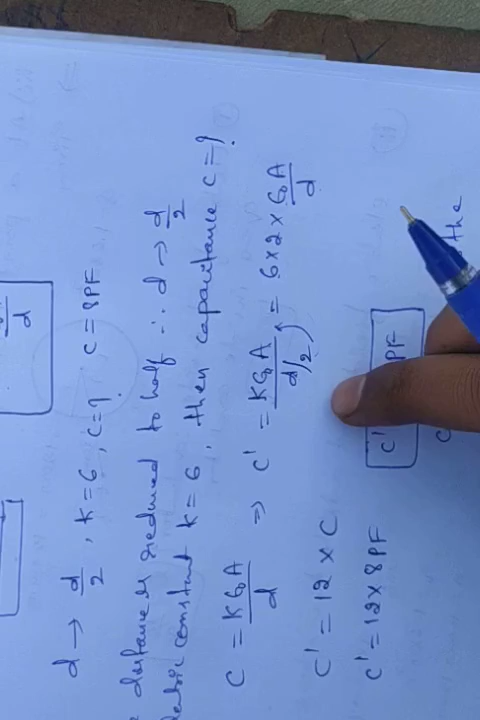 d
d → d/2 , K = 6 , C = ? C = 8PF
distance is reduced to half ∴ d → d/2
constant K = 6 , then capacitance C = ?
C = Kε₀A/d ⇒ C' = Kε₀A/d/2 = 6 × 2 × ε₀A/d
C' = 12 × C
C' = 12 × 8PF
C' PF
the